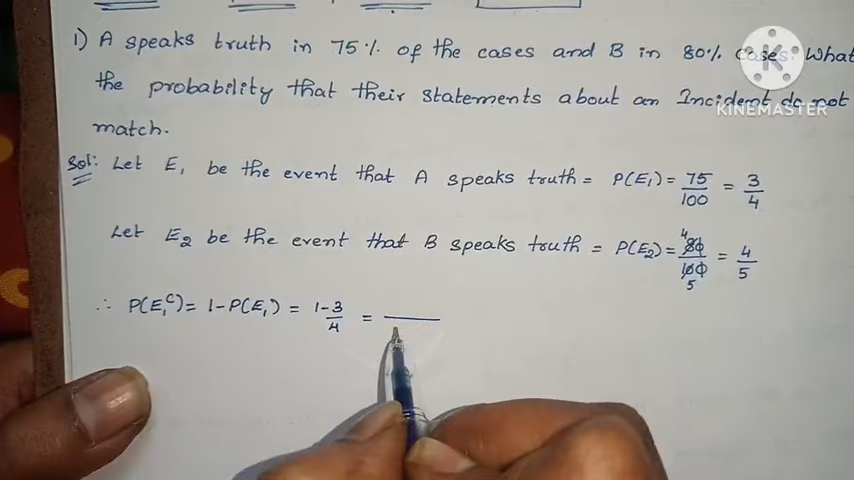 1) A speaks truth in 75% of the cases and B in 80% cases. What
the probability that their statements about an Incident do not
match.
Sol: Let E₁ be the event that A speaks truth = P(E₁) = 75/100 = 3/4
Let E₂ be the event that B speaks truth = P(E₂) = 80/100 = 4/5
4
5
∴ P(E₁ᶜ) = 1-P(E₁) = 1-3/4 =
K
KINEMASTER